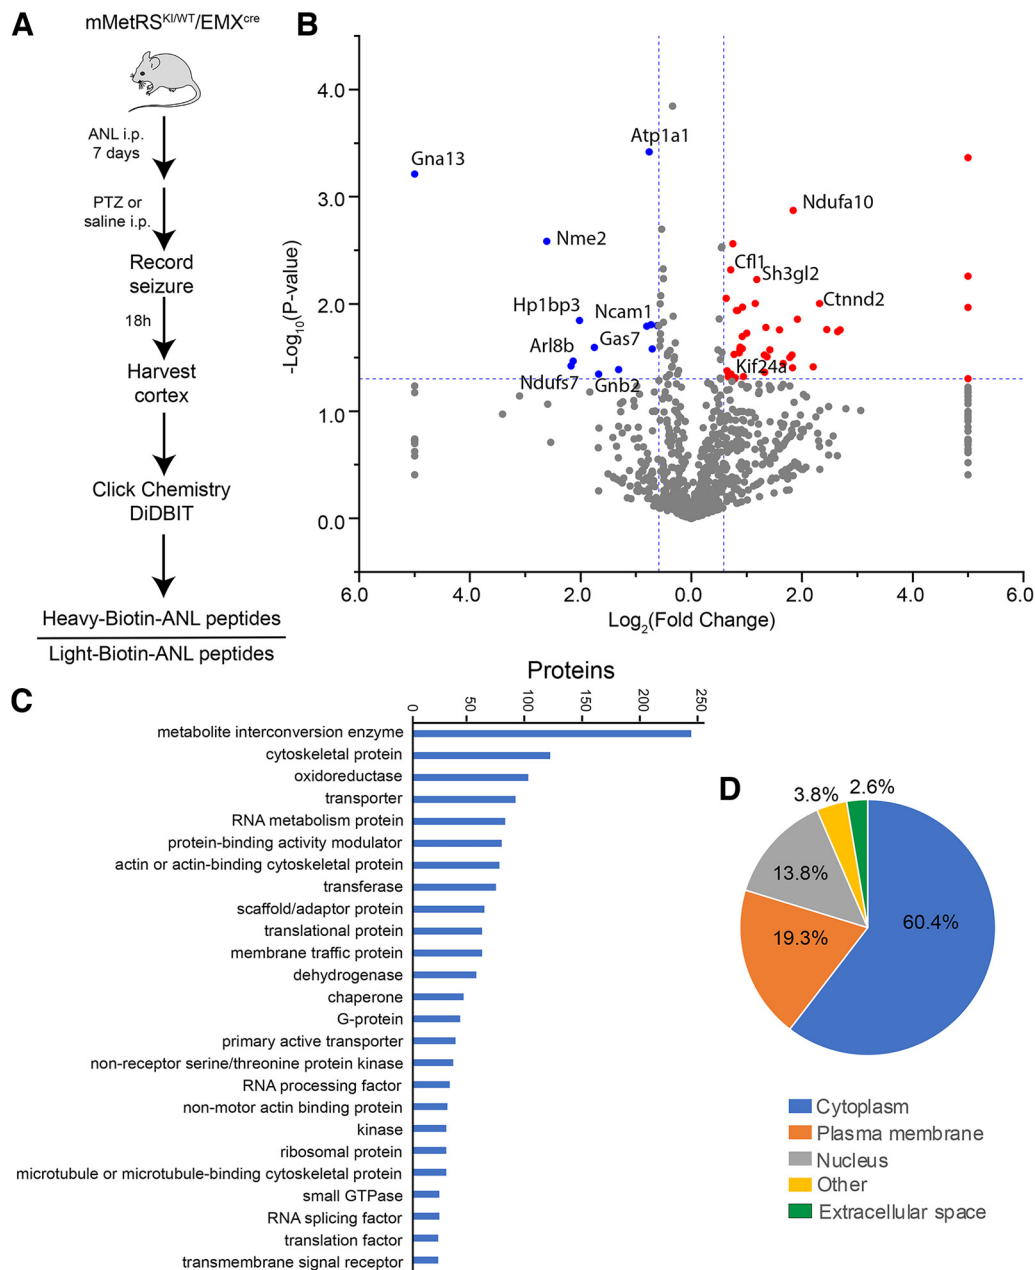 A
mMetRSKI/WT/EMXcre
ANL i.p.
7 days
PTZ or
saline i.p.
Record
seizure
18h
Harvest
cortex
Click Chemistry
DiDBIT
Heavy-Biotin-ANL peptides
Light-Biotin-ANL peptides
B
-Log10(P-value)
4.0
3.0
2.0
1.0
0.0
Gna13
Atp1a1
Nme2
Ndufa10
Cfl1
Sh3gl2
Ctnnd2
Hp1bp3
Ncam1
Gas7
Arl8b
Ndufs7
Gnb2
Kif24a
6.0 4.0 2.0 0.0 2.0 4.0 6.0
Log2(Fold Change)
C
Proteins
0 50 100 150 200 250
metabolite interconversion enzyme
cytoskeletal protein
oxidoreductase
transporter
RNA metabolism protein
protein-binding activity modulator
actin or actin-binding cytoskeletal protein
transferase
scaffold/adaptor protein
translational protein
membrane traffic protein
dehydrogenase
chaperone
G-protein
primary active transporter
non-receptor serine/threonine protein kinase
RNA processing factor
non-motor actin binding protein
kinase
ribosomal protein
microtubule or microtubule-binding cytoskeletal protein
small GTPase
RNA splicing factor
translation factor
transmembrane signal receptor
D
3.8%
2.6%
13.8%
19.3%
60.4%
Cytoplasm
Plasma membrane
Nucleus
Other
Extracellular space